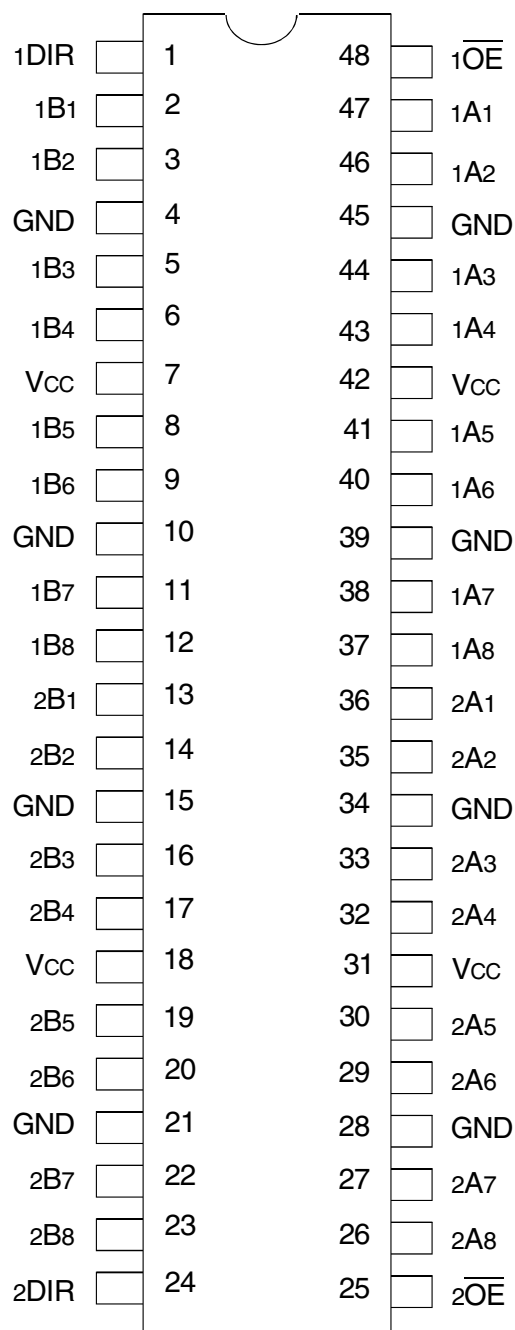 1DIR 1 48 1O̅E̅
1B1 2 47 1A1
1B2 3 46 1A2
GND 4 45 GND
1B3 5 44 1A3
1B4 6 43 1A4
VCC 7 42 VCC
1B5 8 41 1A5
1B6 9 40 1A6
GND 10 39 GND
1B7 11 38 1A7
1B8 12 37 1A8
2B1 13 36 2A1
2B2 14 35 2A2
GND 15 34 GND
2B3 16 33 2A3
2B4 17 32 2A4
VCC 18 31 VCC
2B5 19 30 2A5
2B6 20 29 2A6
GND 21 28 GND
2B7 22 27 2A7
2B8 23 26 2A8
2DIR 24 25 2O̅E̅